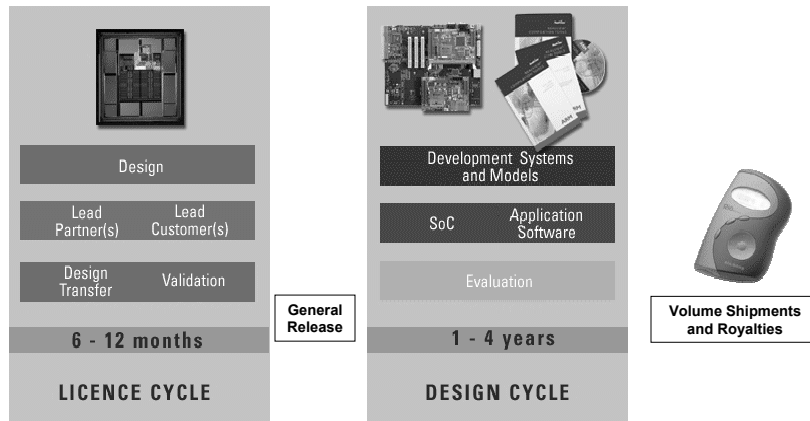 Design
Lead Lead
Partner(s) Customer(s)
Design
Transfer
Validation
6 - 12 months
LICENCE CYCLE
General
Release
Development Systems
and Models
SoC
Application
Software
Evaluation
1 - 4 years
DESIGN CYCLE
Volume Shipments
and Royalties
ARM